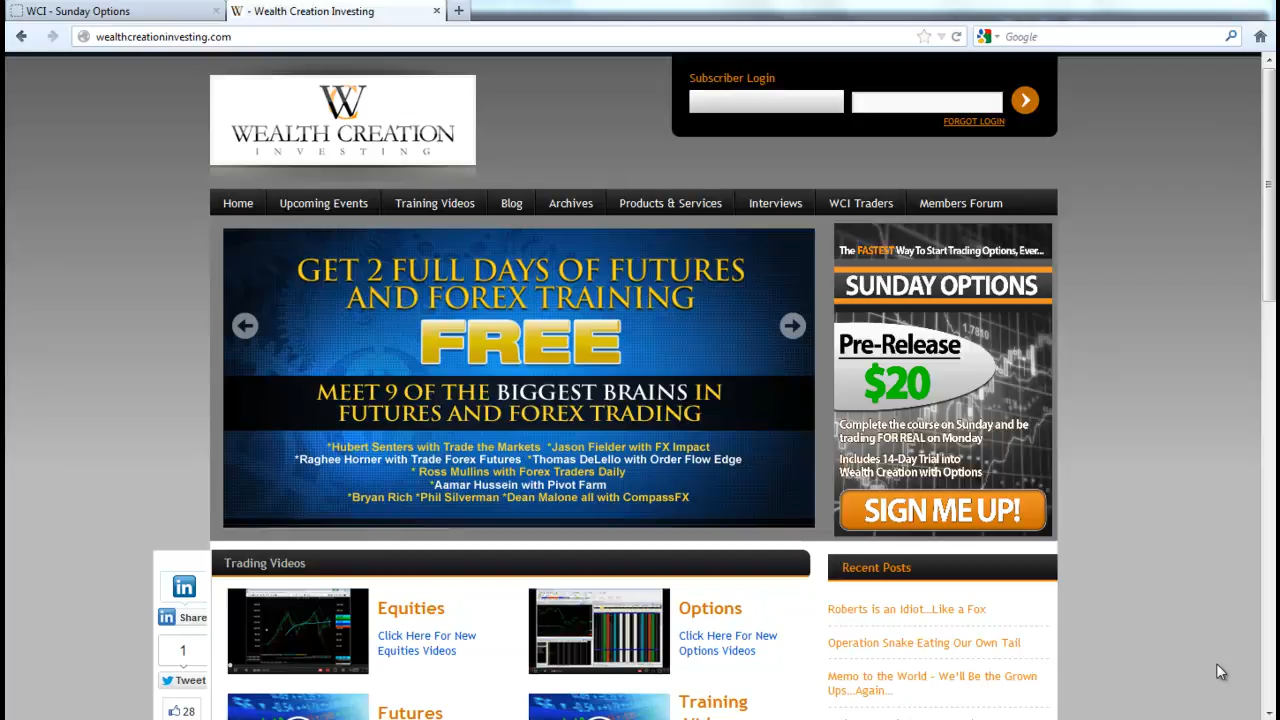 WCI - Sunday Options
- Wealth Creation Investing
wealthcreationinvesting.com
Google
Subscriber Login
FORGOT LOGIN
WC
WEALTH CREATION
INVESTING
Home
Upcoming Events
Training Videos
Blog
Archives
Products & Services
Interviews
WCI Traders
Members Forum
GET 2 FULL DAYS OF FUTURES
AND FOREX TRAINING
FREE
MEET 9 OF THE BIGGEST BRAINS IN
FUTURES AND FOREX TRADING
*Hubert Senters with Trade the Markets *Jason Fielder with FX Impact
*Raghee Horner with Trade Forex Futures *Thomas DeLello with Order Flow Edge
* Ross Mullins with Forex Traders Daily
*Aamar Hussein with Pivot Farm
*Bryan Rich *Phil Silverman *Dean Malone all with CompassFX
The FASTEST Way To Start Trading Options, Ever...
SUNDAY OPTIONS
1.7810
Pre-Release
$20
Complete the course on Sunday and be
trading FOR REAL on Monday
Includes 14-Day Trial into
Wealth Creation with Options
SIGN ME UP!
Trading Videos
Equities
Click Here For New
Equities Videos
Options
Click Here For New
Options Videos
Futures
Training
Recent Posts
Roberts is an Idiot...Like a Fox
Operation Snake Eating Our Own Tail
Memo to the World - We'll Be the Grown
Ups...Again...
in
in Share
1
Tweet
28